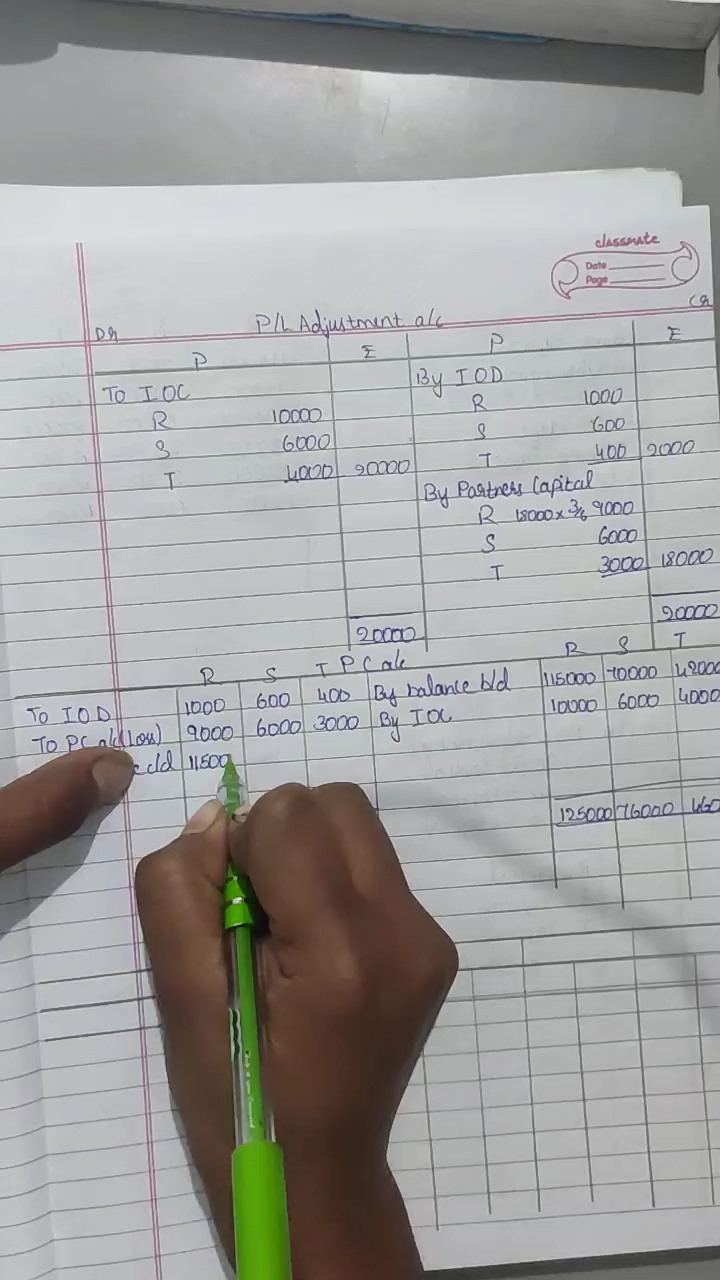 classmate
Date
Page
Dr P/L Adjustment a/c Cr
P ₹ P ₹
To IOC By IOD
R 10000 R 1000
S 6000 S 600
T 4000 20000 T 400 2000
By Partners Capital
R 18000 x 3/6 9000
S 6000
T 3000 18000
20000 20000
R S T P C a/c R S T
To IOD 1000 600 400 By balance b/d 115000 70000 42000
To PC a/c (Loss) 9000 6000 3000 By IOC 10000 6000 4000
c/d 11500
125000 76000 460